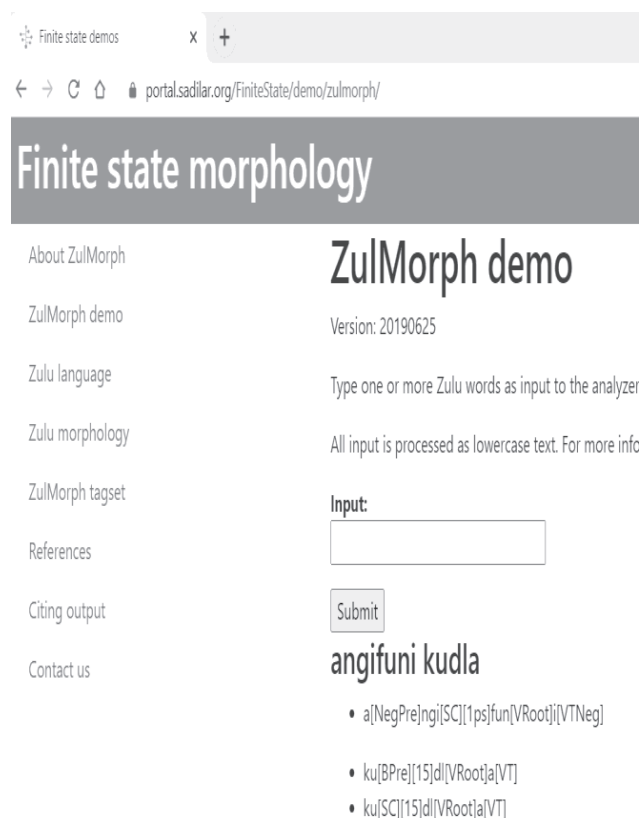 Finite state demos
portal.sadilar.org/FiniteState/demo/zulmorph/
Finite state morphology
About ZulMorph
ZulMorph demo
Zulu language
Zulu morphology
ZulMorph tagset
References
Citing output
Contact us
ZulMorph demo
Version: 20190625
Type one or more Zulu words as input to the analyzer
All input is processed as lowercase text. For more info
Input:
Submit
angifuni kudla
• a[NegPre]ngi[SC][1ps]fun[VRoot]i[VTNeg]
• ku[BPre][15]dl[VRoot]a[VT]
• ku[SC][15]dl[VRoot]a[VT]